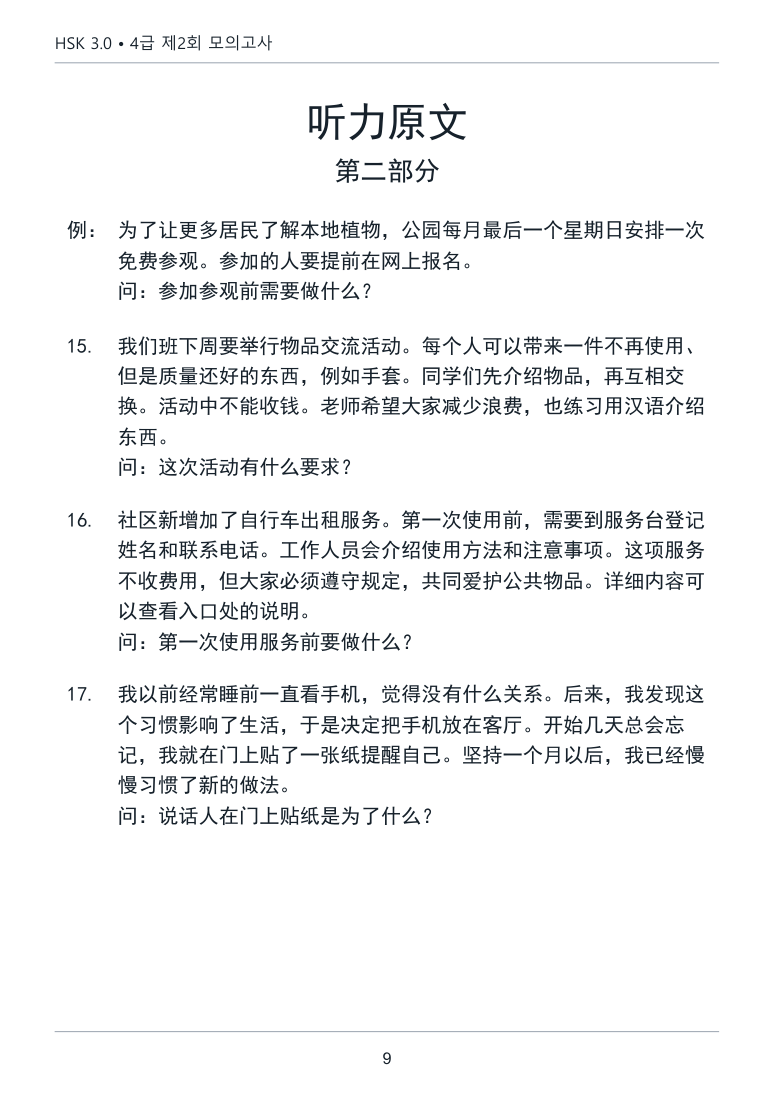 HSK 3.0 • 4급 제2회 모의고사
听力原文
第二部分
例： 为了让更多居民了解本地植物，公园每月最后一个星期日安排一次
免费参观。参加的人要提前在网上报名。
问：参加参观前需要做什么？
15. 我们班下周要举行物品交流活动。每个人可以带来一件不再使用、
但是质量还好的东西，例如手套。同学们先介绍物品，再互相交
换。活动中不能收钱。老师希望大家减少浪费，也练习用汉语介绍
东西。
问：这次活动有什么要求？
16. 社区新增加了自行车出租服务。第一次使用前，需要到服务台登记
姓名和联系电话。工作人员会介绍使用方法和注意事项。这项服务
不收费用，但大家必须遵守规定，共同爱护公共物品。详细内容可
以查看入口处的说明。
问：第一次使用服务前要做什么？
17. 我以前经常睡前一直看手机，觉得没有什么关系。后来，我发现这
个习惯影响了生活，于是决定把手机放在客厅。开始几天总会忘
记，我就在门上贴了一张纸提醒自己。坚持一个月以后，我已经慢
慢习惯了新的做法。
问：说话人在门上贴纸是为了什么？
9